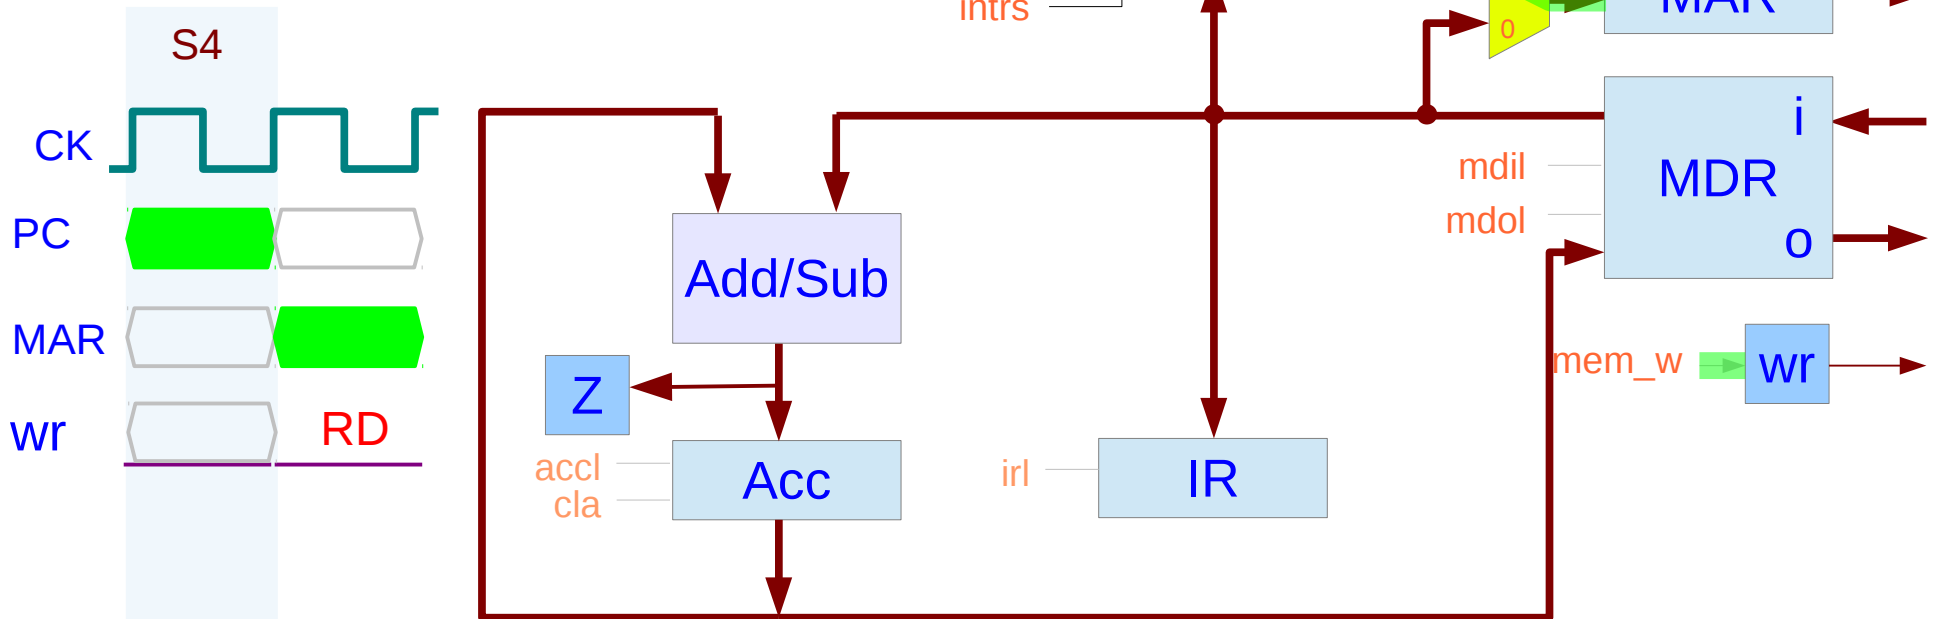 intrs
MAR
0
S4
CK
i
mdil
MDR
PC
mdol
o
Add/Sub
MAR
mem_w
wr
Z
wr
RD
accl
Acc
irl
IR
cla